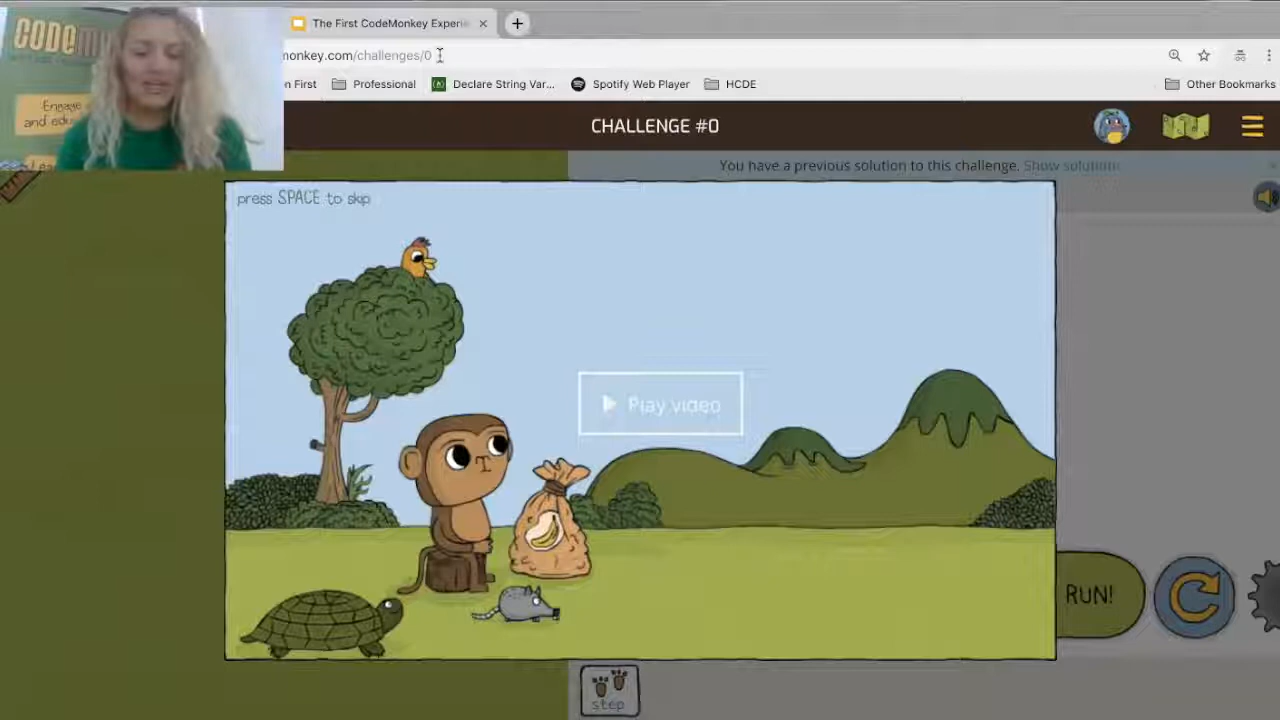 CODEmo
Engage
and edu
Lea
The First CodeMonkey Experie
monkey.com/challenges/0
n First
Professional
Declare String Var...
Spotify Web Player
HCDE
Other Bookmarks
CHALLENGE #0
You have a previous solution to this challenge. Show solution
press SPACE to skip
Play video
RUN!
step